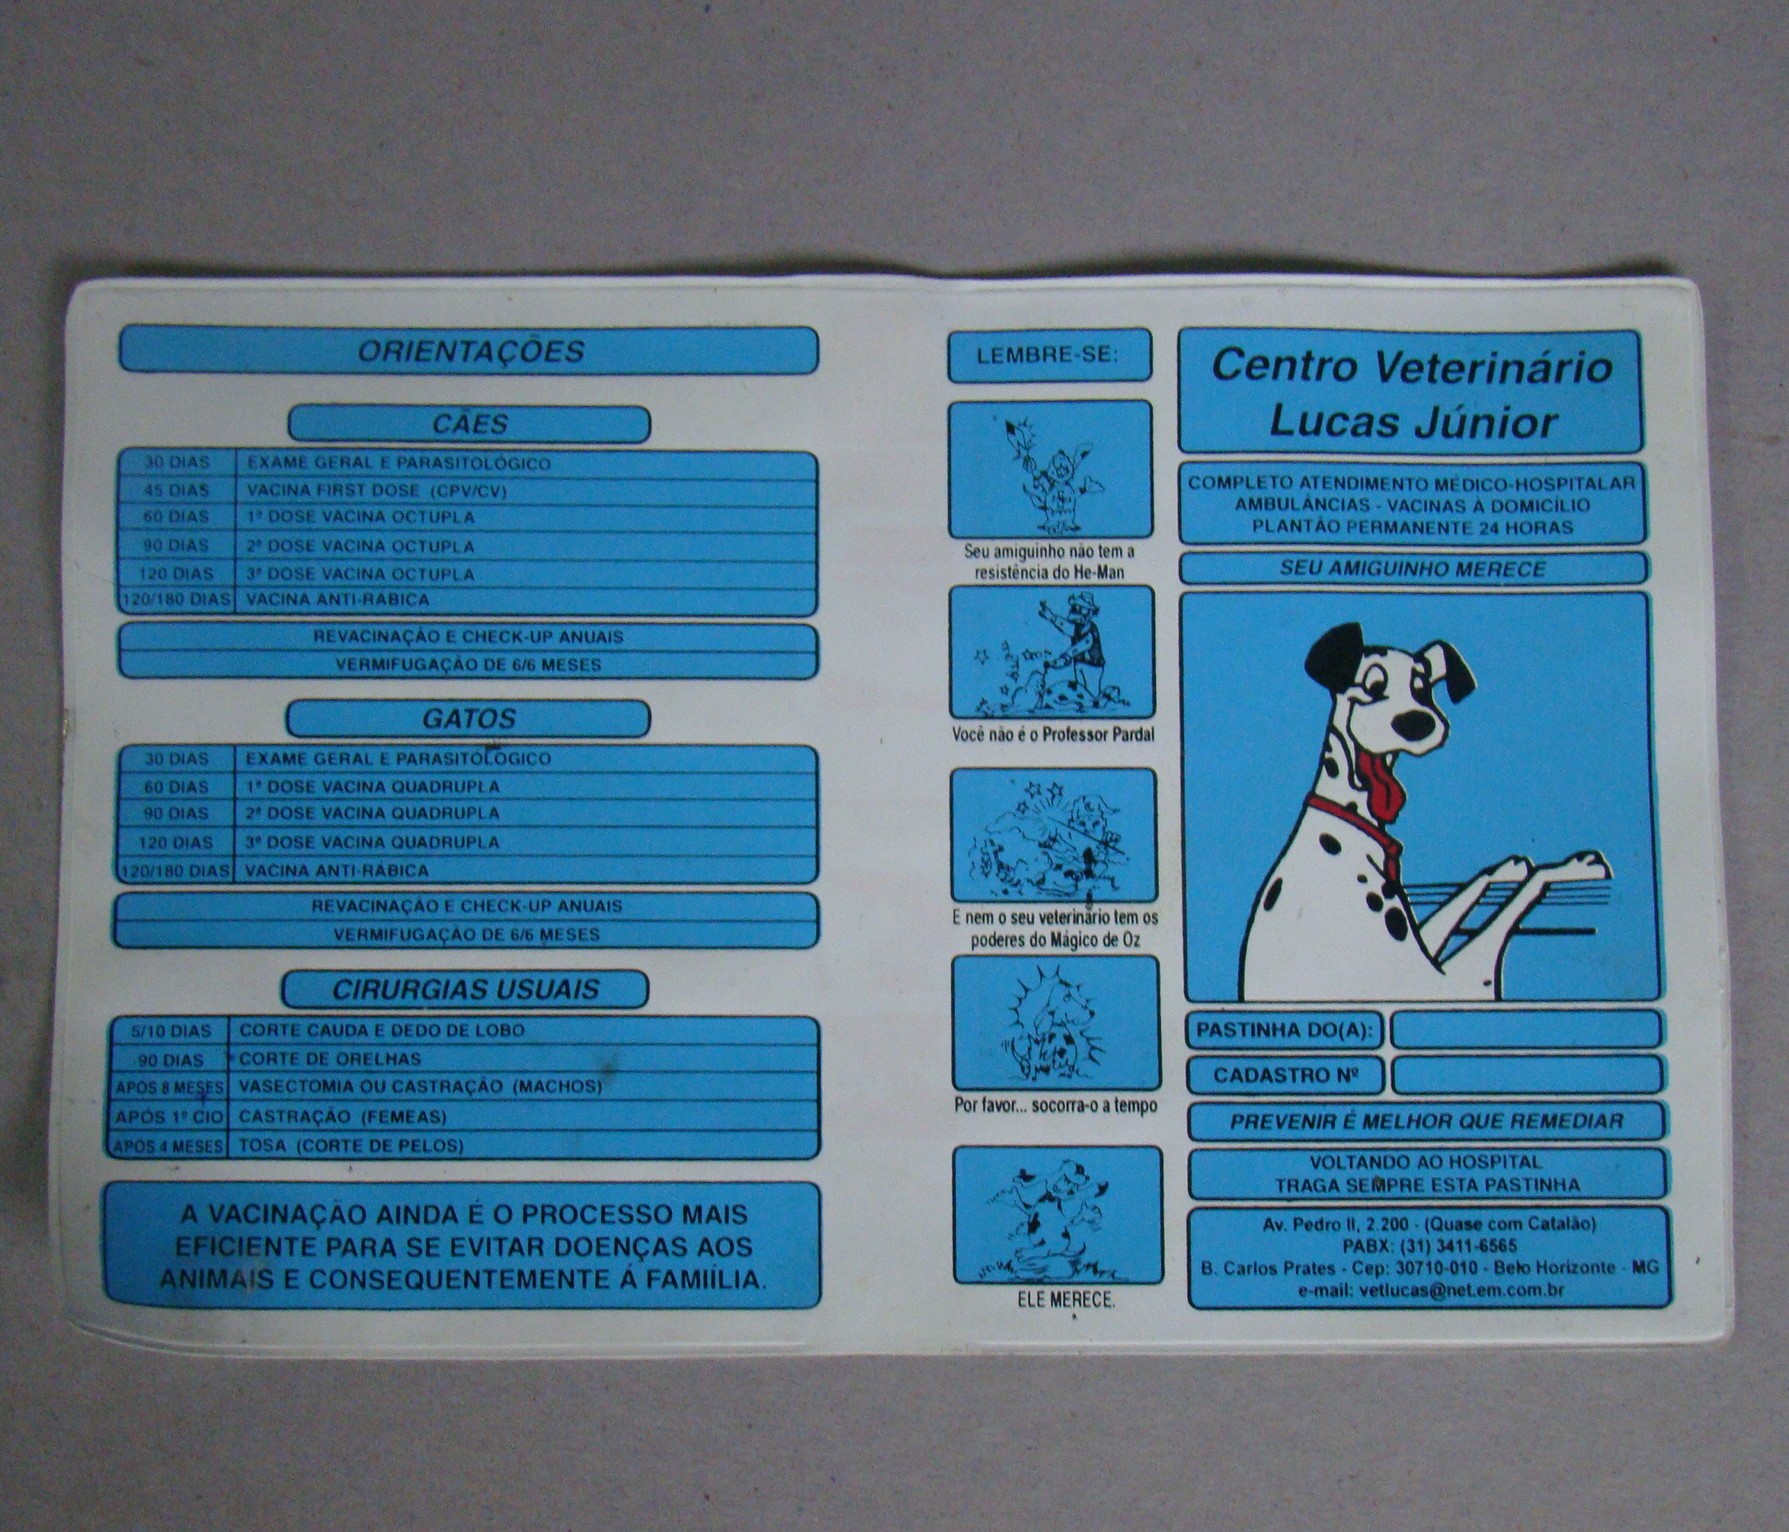 ORIENTAÇÕES
CÃES
30 DIAS EXAME GERAL E PARASITOLÓGICO
45 DIAS VACINA FIRST DOSE (CPV/CV)
60 DIAS 1ª DOSE VACINA OCTUPLA
90 DIAS 2ª DOSE VACINA OCTUPLA
120 DIAS 3ª DOSE VACINA OCTUPLA
120/180 DIAS VACINA ANTI-RÁBICA
REVACINAÇÃO E CHECK-UP ANUAIS
VERMIFUGAÇÃO DE 6/6 MESES
GATOS
30 DIAS EXAME GERAL E PARASITOLÓGICO
60 DIAS 1ª DOSE VACINA QUADRUPLA
90 DIAS 2ª DOSE VACINA QUADRUPLA
120 DIAS 3ª DOSE VACINA QUADRUPLA
120/180 DIAS VACINA ANTI-RÁBICA
REVACINAÇÃO E CHECK-UP ANUAIS
VERMIFUGAÇÃO DE 6/6 MESES
CIRURGIAS USUAIS
5/10 DIAS CORTE CAUDA E DEDO DE LOBO
90 DIAS CORTE DE ORELHAS
APÓS 8 MESES VASECTOMIA OU CASTRAÇÃO (MACHOS)
APÓS 1º CIO CASTRAÇÃO (FEMEAS)
APÓS 4 MESES TOSA (CORTE DE PELOS)
A VACINAÇÃO AINDA É O PROCESSO MAIS
EFICIENTE PARA SE EVITAR DOENÇAS AOS
ANIMAIS E CONSEQUENTEMENTE Á FAMIÍLIA.
LEMBRE-SE:
Seu amiguinho não tem a
resistência do He-Man
Você não é o Professor Pardal
E nem o seu veterinário tem os
poderes do Mágico de Oz
Por favor... socorra-o a tempo
ELE MERECE.
Centro Veterinário
Lucas Júnior
COMPLETO ATENDIMENTO MÉDICO-HOSPITALAR
AMBULÂNCIAS - VACINAS À DOMICÍLIO
PLANTÃO PERMANENTE 24 HORAS
SEU AMIGUINHO MERECE
PASTINHA DO(A):
CADASTRO Nº
PREVENIR É MELHOR QUE REMEDIAR
VOLTANDO AO HOSPITAL
TRAGA SEMPRE ESTA PASTINHA
Av. Pedro II, 2.200 - (Quase com Catalão)
PABX: (31) 3411-6565
B. Carlos Prates - Cep: 30710-010 - Belo Horizonte - MG
e-mail: vetlucas@net.em.com.br